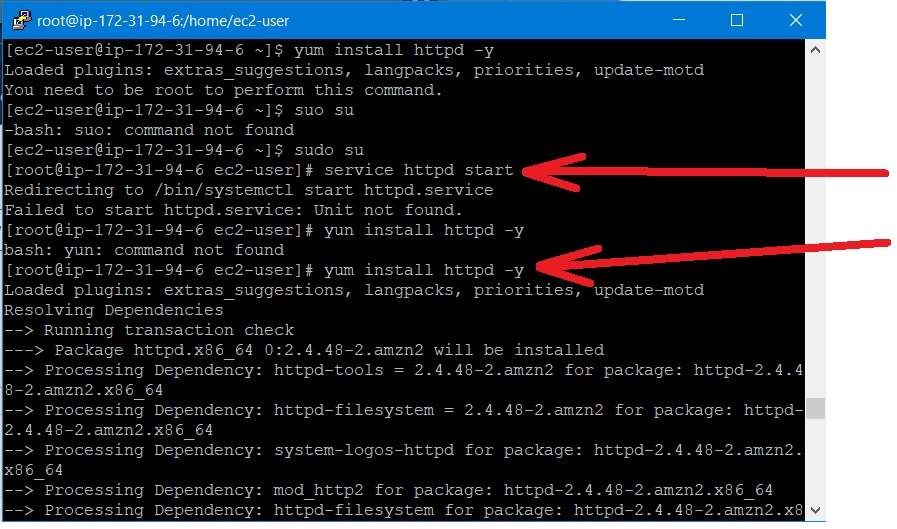 root@ip-172-31-94-6:/home/ec2-user
[ec2-user@ip-172-31-94-6 ~]$ yum install httpd -y
Loaded plugins: extras_suggestions, langpacks, priorities, update-motd
You need to be root to perform this command.
[ec2-user@ip-172-31-94-6 ~]$ suo su
-bash: suo: command not found
[ec2-user@ip-172-31-94-6 ~]$ sudo su
[root@ip-172-31-94-6 ec2-user]# service httpd start
Redirecting to /bin/systemctl start httpd.service
Failed to start httpd.service: Unit not found.
[root@ip-172-31-94-6 ec2-user]# yun install httpd -y
bash: yun: command not found
[root@ip-172-31-94-6 ec2-user]# yum install httpd -y
Loaded plugins: extras_suggestions, langpacks, priorities, update-motd
Resolving Dependencies
--> Running transaction check
---> Package httpd.x86_64 0:2.4.48-2.amzn2 will be installed
--> Processing Dependency: httpd-tools = 2.4.48-2.amzn2 for package: httpd-2.4.4
8-2.amzn2.x86_64
--> Processing Dependency: httpd-filesystem = 2.4.48-2.amzn2 for package: httpd-
2.4.48-2.amzn2.x86_64
--> Processing Dependency: system-logos-httpd for package: httpd-2.4.48-2.amzn2.
x86_64
--> Processing Dependency: mod_http2 for package: httpd-2.4.48-2.amzn2.x86_64
--> Processing Dependency: httpd-filesystem for package: httpd-2.4.48-2.amzn2.x8